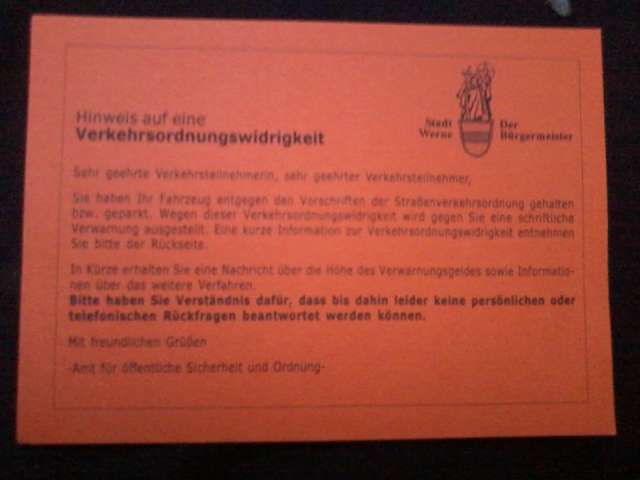 Hinweis auf eine
Verkehrsordnungswidrigkeit
Stadt
Werne
Der
Bürgermeister
Sehr geehrte Verkehrsteilnehmerin, sehr geehrter Verkehrsteilnehmer,
Sie haben Ihr Fahrzeug entgegen den Vorschriften der Straßenverkehrsordnung gehalten
bzw. geparkt. Wegen dieser Verkehrsordnungswidrigkeit wird gegen Sie eine schriftliche
Verwarnung ausgestellt. Eine kurze Information zur Verkehrsordnungswidrigkeit entnehmen
Sie bitte der Rückseite.
In Kürze erhalten Sie eine Nachricht über die Höhe des Verwarnungsgeldes sowie Informatio-
nen über das weitere Verfahren.
Bitte haben Sie Verständnis dafür, dass bis dahin leider keine persönlichen oder
telefonischen Rückfragen beantwortet werden können.
Mit freundlichen Grüßen
-Amt für öffentliche Sicherheit und Ordnung-